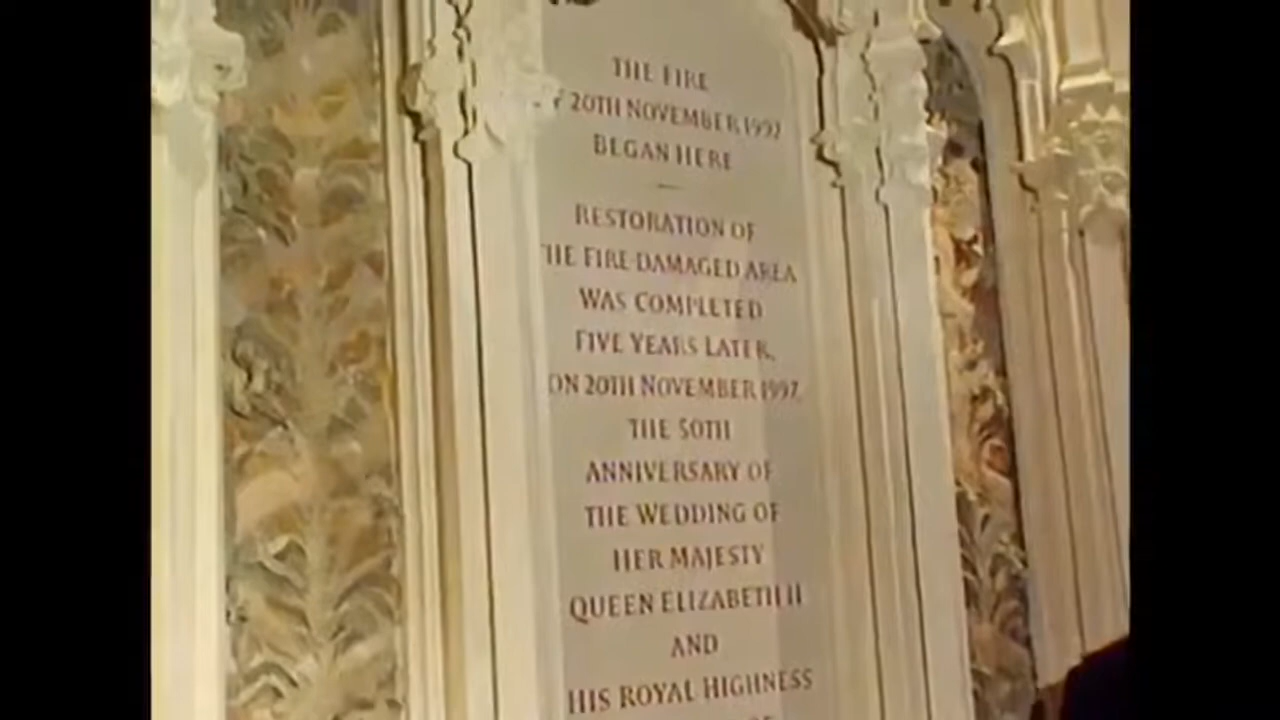 THE FIRE
OF 20TH NOVEMBER 1992
BEGAN HERE
RESTORATION OF
THE FIRE-DAMAGED AREA
WAS COMPLETED
FIVE YEARS LATER,
ON 20TH NOVEMBER 1997,
THE 50TH
ANNIVERSARY OF
THE WEDDING OF
HER MAJESTY
QUEEN ELIZABETH II
AND
HIS ROYAL HIGHNESS